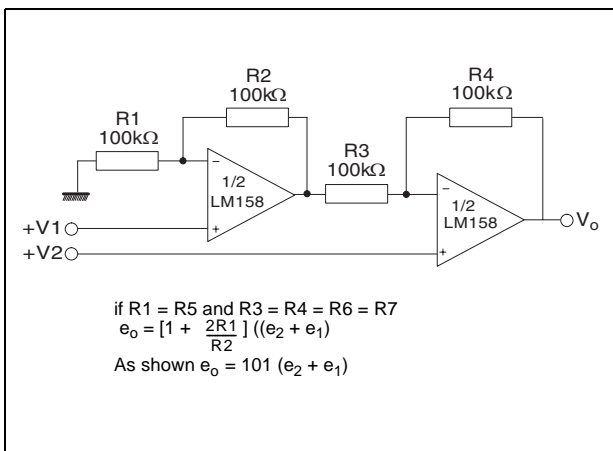 R2
100kΩ
R4
100kΩ
R1
100kΩ
R3
100kΩ
−
1/2
LM158
+
−
1/2
LM158
+
Vo
+V1
+V2
if R1 = R5 and R3 = R4 = R6 = R7
eo = [1 + 2R1/R2 ] ((e2 + e1)
As shown eo = 101 (e2 + e1)